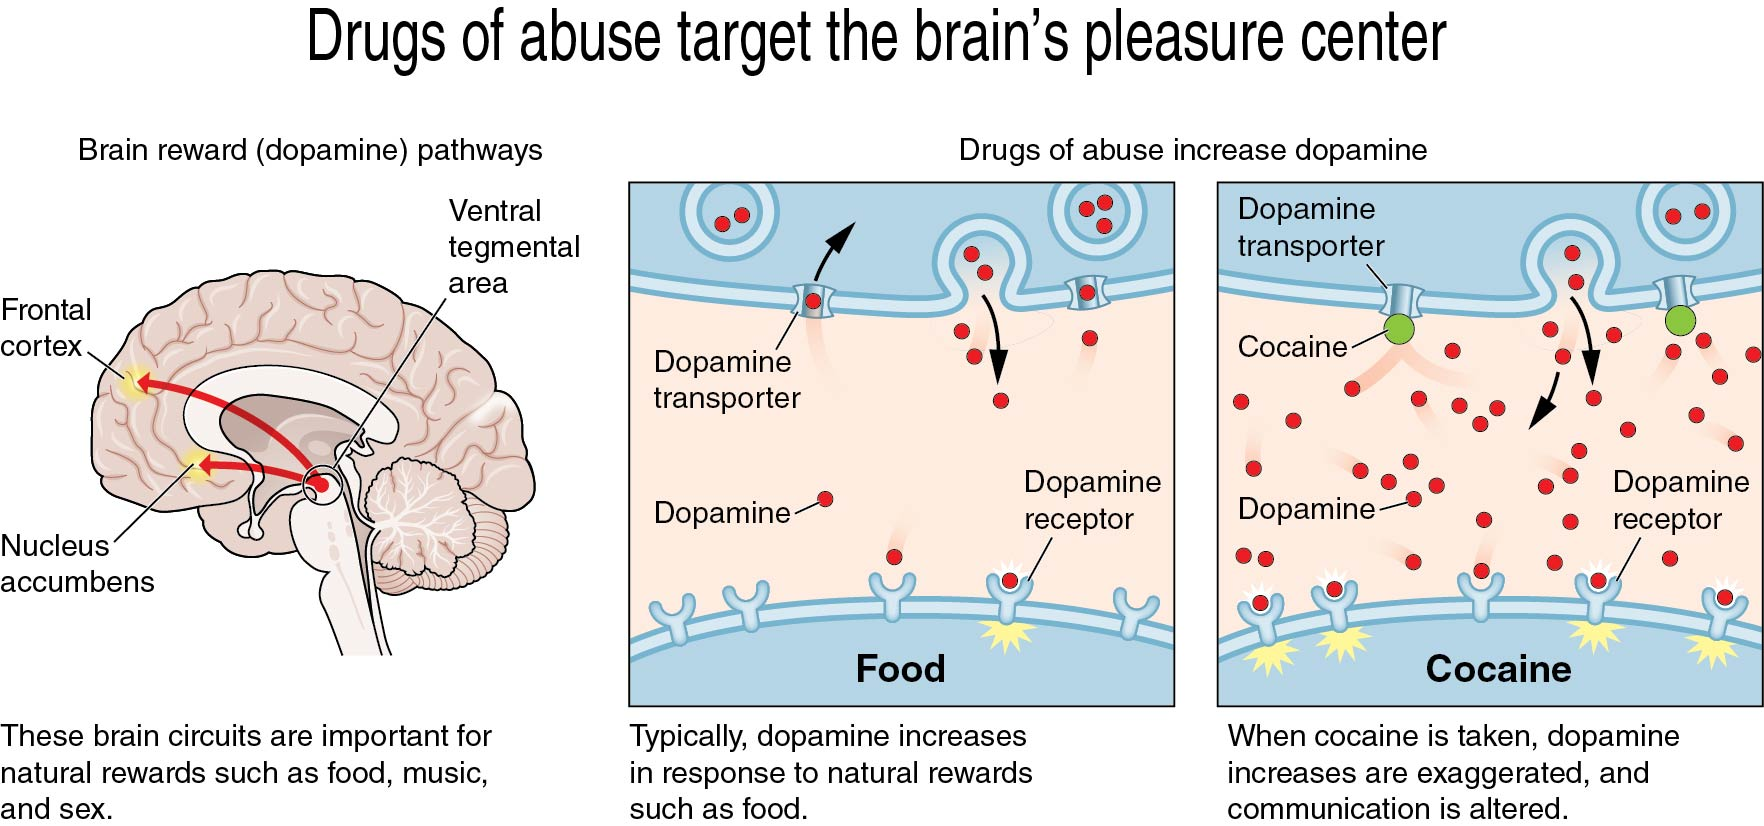 Drugs of abuse target the brain's pleasure center
Brain reward (dopamine) pathways
Ventral
tegmental
area
Frontal
cortex
Nucleus
accumbens
These brain circuits are important for
natural rewards such as food, music,
and sex.
Drugs of abuse increase dopamine
Dopamine
transporter
Dopamine
Dopamine
receptor
Food
Typically, dopamine increases
in response to natural rewards
such as food.
Dopamine
transporter
Cocaine
Dopamine
Dopamine
receptor
Cocaine
When cocaine is taken, dopamine
increases are exaggerated, and
communication is altered.